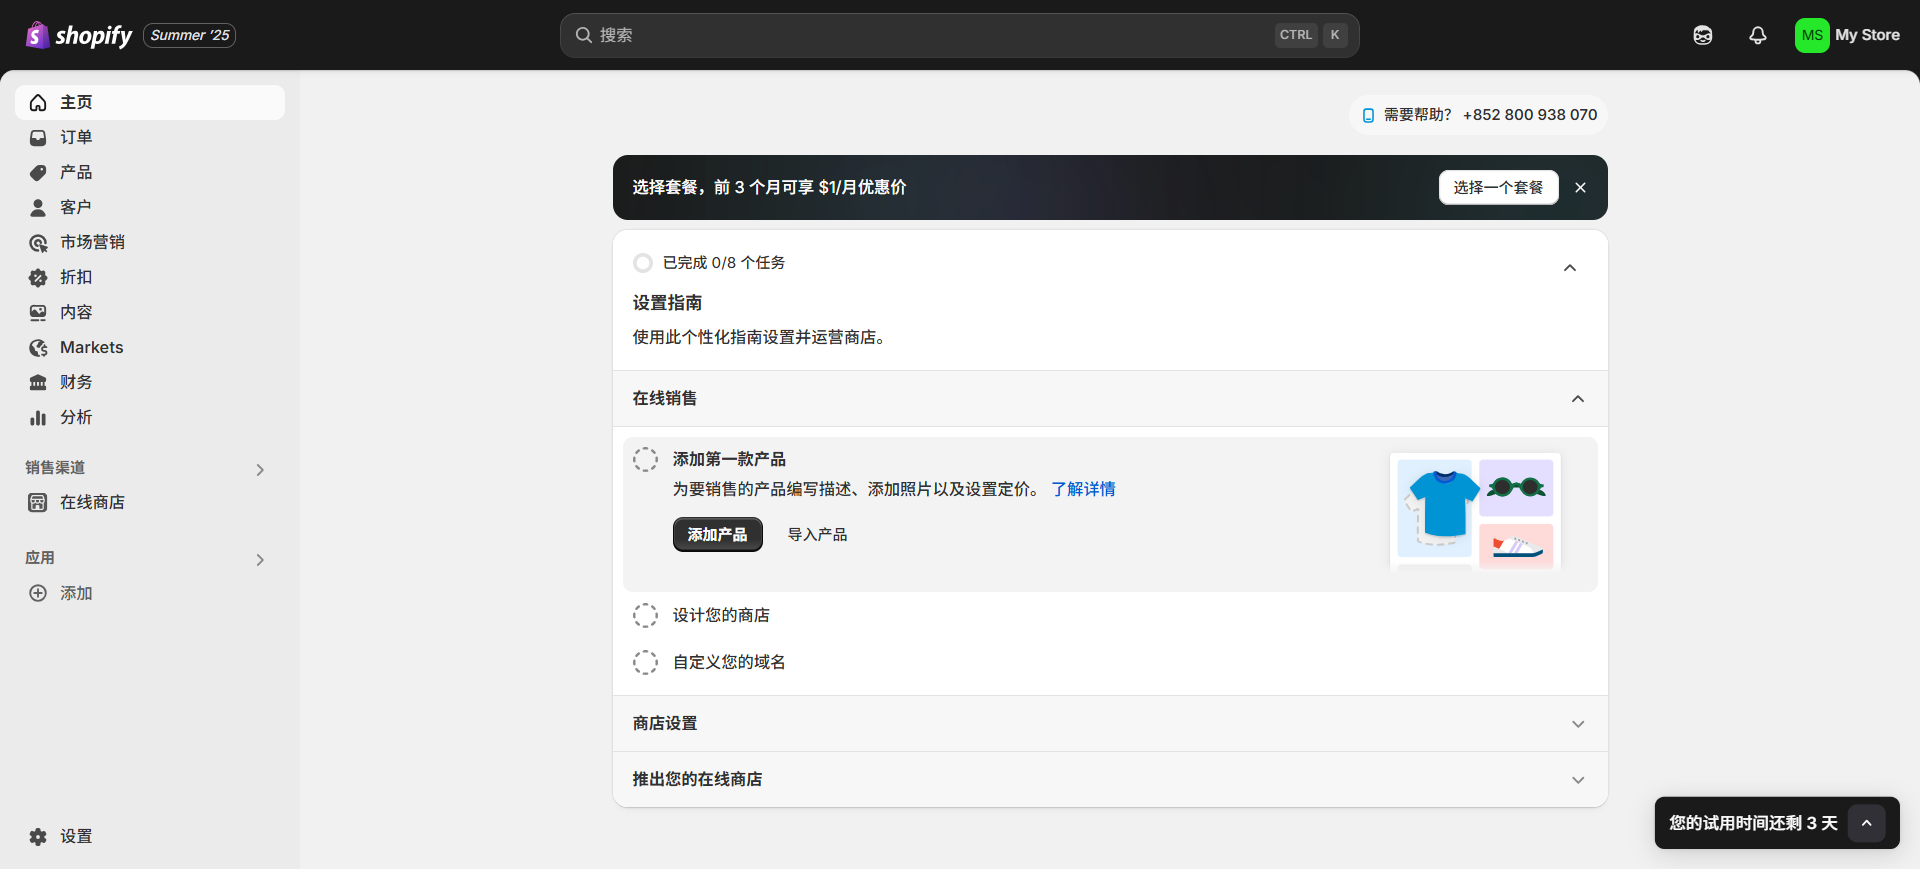 shopify
Summer '25
搜索
CTRL K
MS
My Store
主页
订单
产品
客户
市场营销
折扣
内容
Markets
财务
分析
销售渠道
在线商店
应用
添加
设置
需要帮助？ +852 800 938 070
选择套餐，前 3 个月可享 $1/月优惠价
选择一个套餐
已完成 0/8 个任务
设置指南
使用此个性化指南设置并运营商店。
在线销售
添加第一款产品
为要销售的产品编写描述、添加照片以及设置定价。 了解详情
添加产品
导入产品
设计您的商店
自定义您的域名
商店设置
推出您的在线商店
您的试用时间还剩 3 天